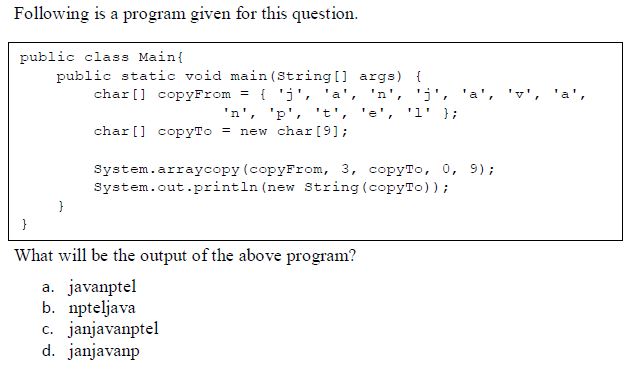 Following is a program given for this question.
public class Main{
public static void main(String[] args) {
char[] copyFrom = { 'j', 'a', 'n', 'j', 'a', 'v', 'a',
'n', 'p', 't', 'e', 'l' };
char[] copyTo = new char[9];
System.arraycopy(copyFrom, 3, copyTo, 0, 9);
System.out.println(new String(copyTo));
}
}
What will be the output of the above program?
a. javanptel
b. npteljava
c. janjavanptel
d. janjavanp